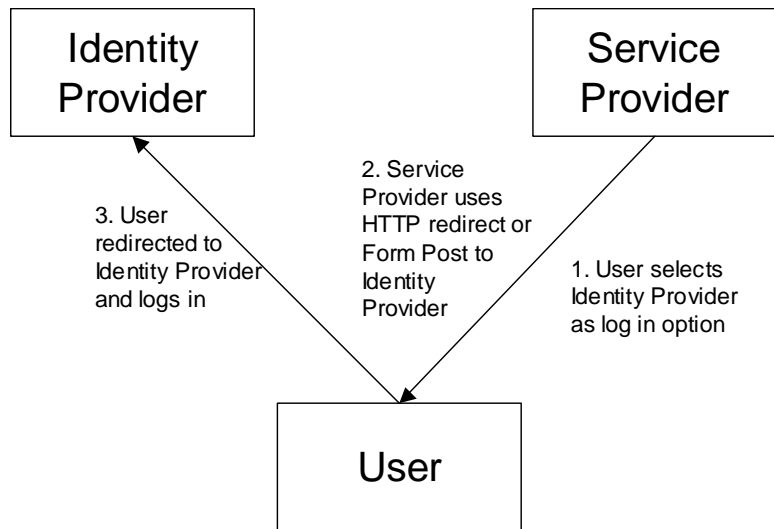 Identity
Provider
Service
Provider
2. Service
Provider uses
HTTP redirect or
Form Post to
Identity
Provider
3. User
redirected to
Identity Provider
and logs in
1. User selects
Identity Provider
as log in option
User